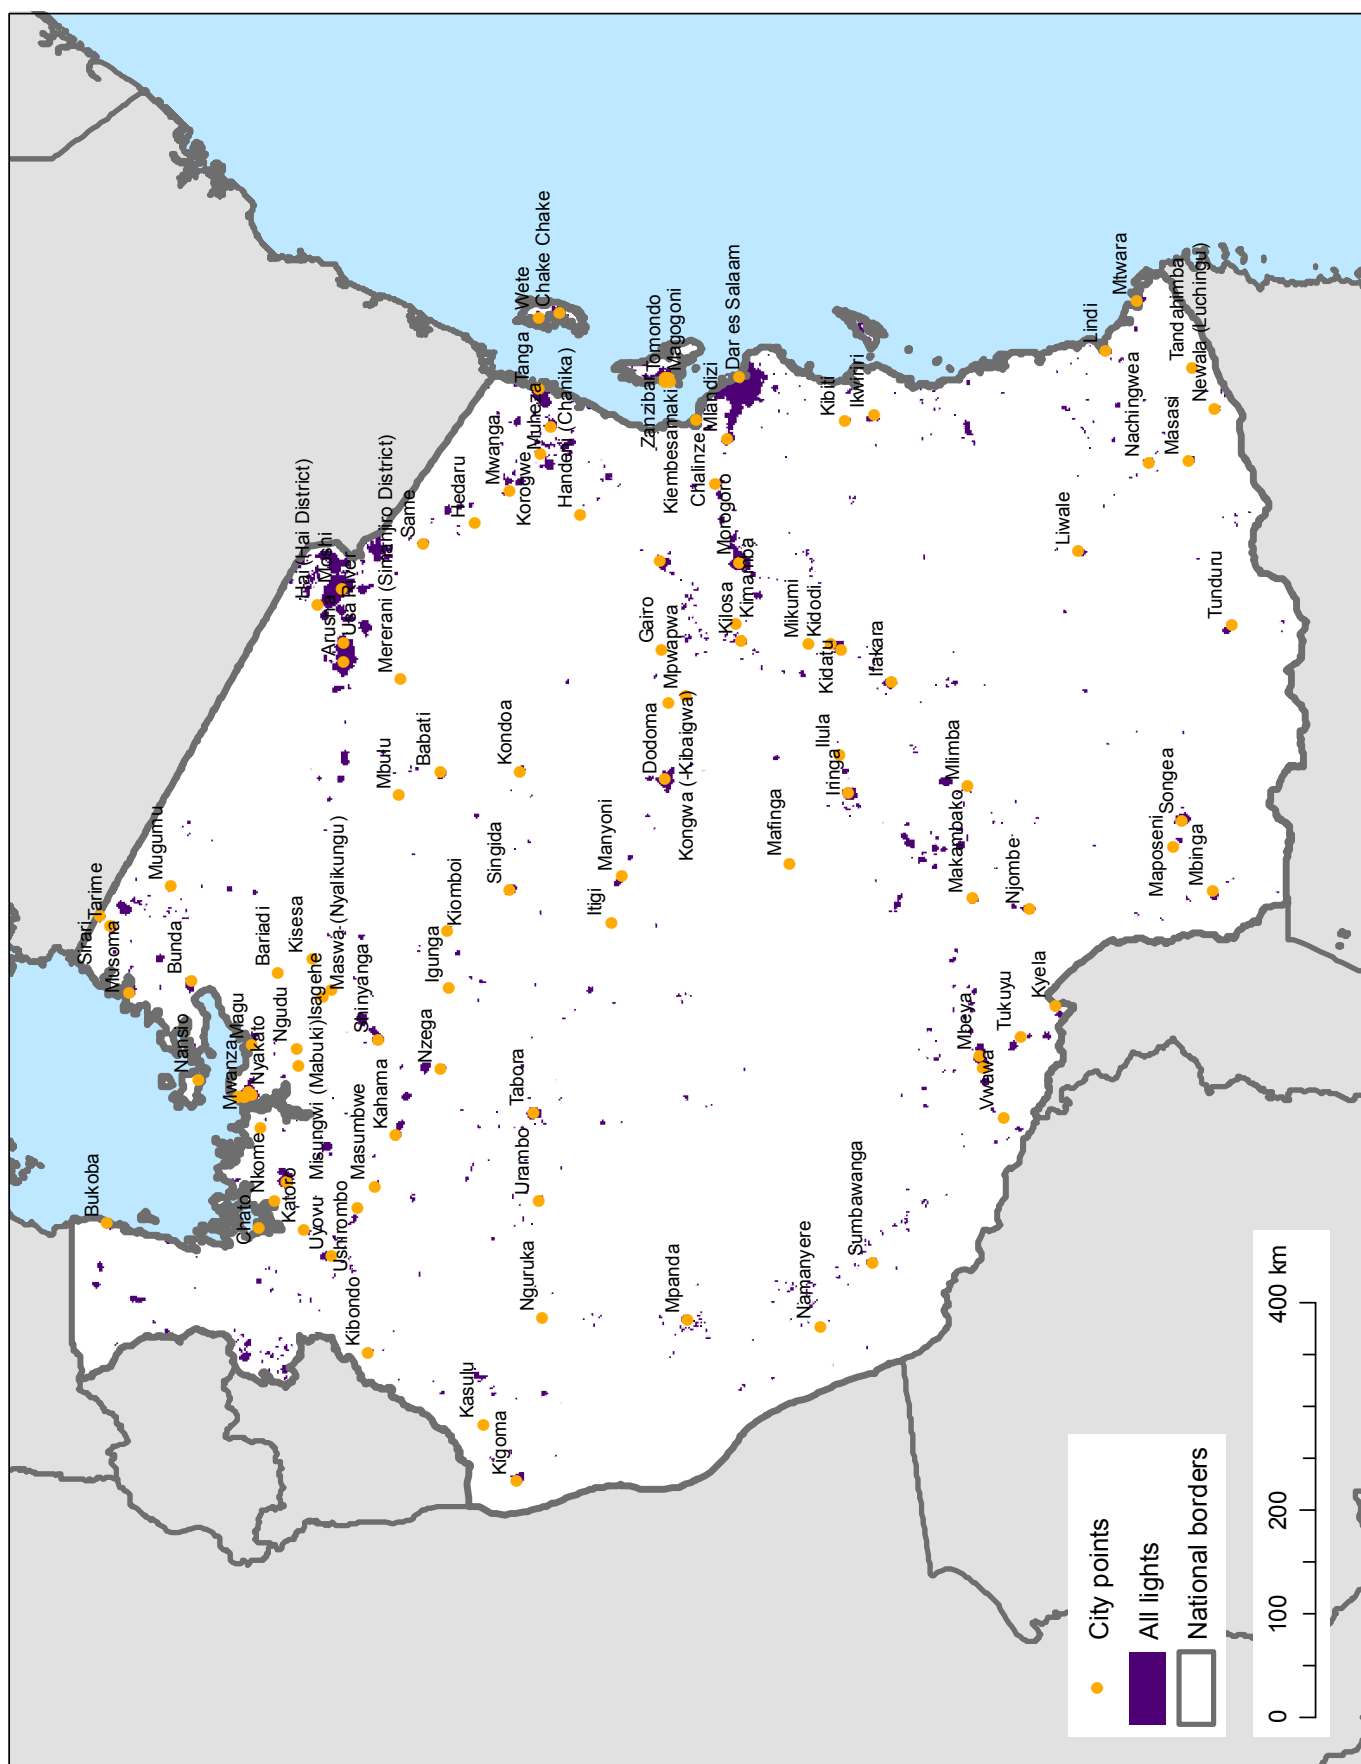 Sirari
Tarime
Musoma
Mugumu
Bunda
Nansio
Bukoba
Mwanza
Magu
Nyakato
Bariadi
Ngudu
Kisesa
Isagehe
Maswa (Nyalikungu)
Misungwi (Mabuki)
Shinyanga
Chato
Nkome
Katoro
Uyovu
Ushirombo
Masumbwe
Kahama
Kibondo
Kasulu
Kigoma
Nguruka
Urambo
Tabora
Nzega
Igunga
Kiomboi
Singida
Itigi
Manyoni
Mbulu
Babati
Kondoa
Arusha
Usa River
Hai (Hai District)
Moshi
Mererani (Simanjiro District)
Same
Hedaru
Mwanga
Korogwe
Muheza
Tanga
Handeni (Chanika)
Wete
Chake Chake
Zanzibar
Tomondo
Magogoni
Kiembesamaki
Chalinze
Mlandizi
Dar es Salaam
Morogoro
Kimamba
Kilosa
Gairo
Mpwapwa
Dodoma
Kongwa (-Kibaigwa)
Mikumi
Kidodi
Kidatu
Ifakara
Kibiti
Ikwiriri
Ilula
Iringa
Mafinga
Mlimba
Makambako
Njombe
Mpanda
Namanyere
Sumbawanga
Mbeya
Vwawa
Tukuyu
Kyela
Liwale
Lindi
Mtwara
Nachingwea
Masasi
Tandahimba
Newala (Luchingu)
Tunduru
Songea
Maposeni
Mbinga
City points
All lights
National borders
0 100 200 400 km